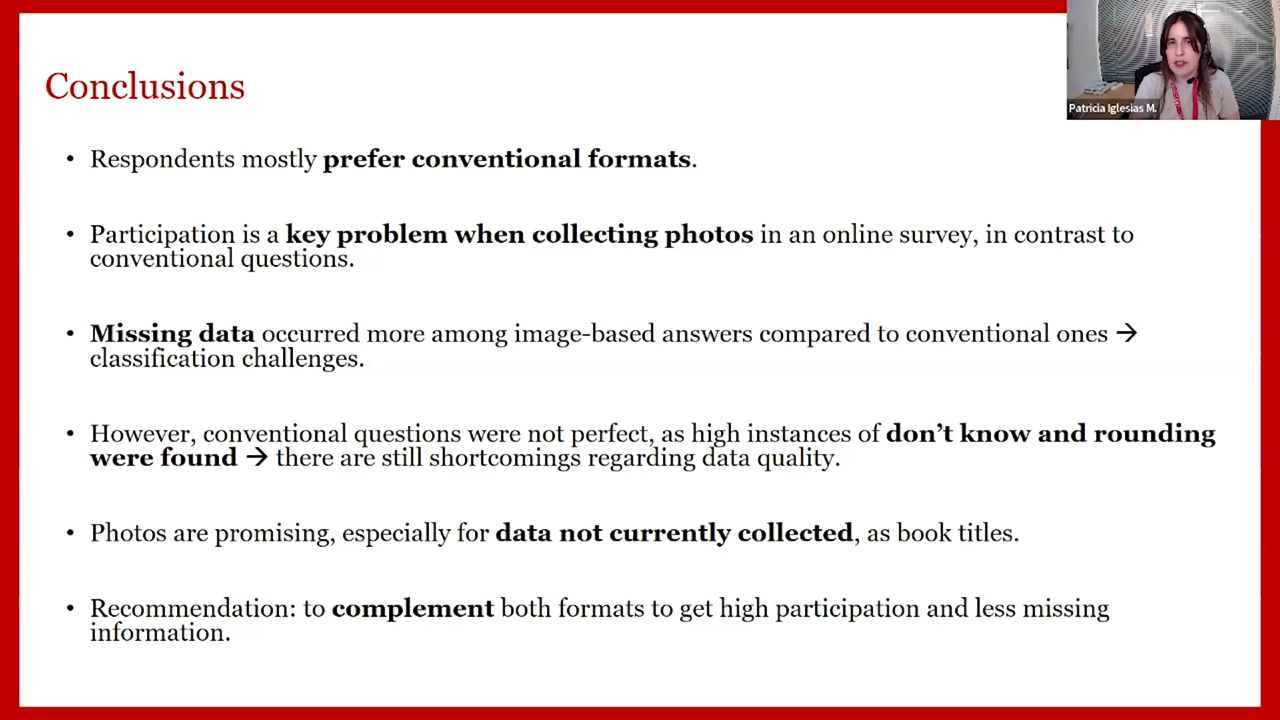 Conclusions
Patricia Iglesias M.
• Respondents mostly prefer conventional formats.
• Participation is a key problem when collecting photos in an online survey, in contrast to
conventional questions.
• Missing data occurred more among image-based answers compared to conventional ones →
classification challenges.
• However, conventional questions were not perfect, as high instances of don’t know and rounding
were found → there are still shortcomings regarding data quality.
• Photos are promising, especially for data not currently collected, as book titles.
• Recommendation: to complement both formats to get high participation and less missing
information.